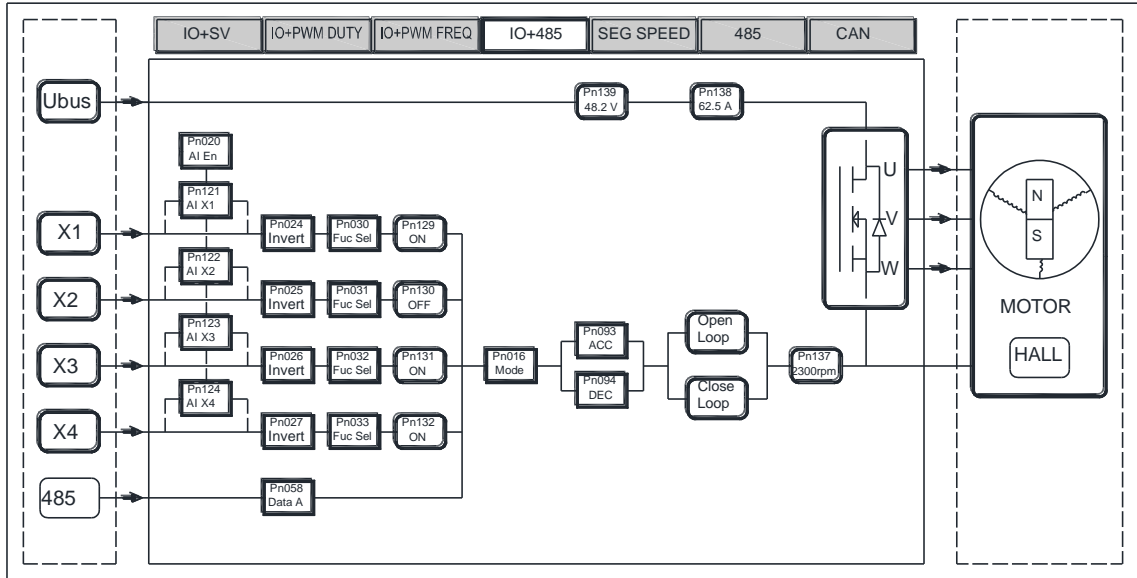 IO+SV
IO+PWM DUTY
IO+PWM FREQ
IO+485
SEG SPEED
485
CAN
Ubus
Pn139
48.2 V
Pn138
62.5 A
Pn020
AI En
Pn121
AI X1
X1
Pn024
Invert
Pn030
Fuc Sel
Pn129
ON
Pn122
AI X2
X2
Pn025
Invert
Pn031
Fuc Sel
Pn130
OFF
Pn123
AI X3
X3
Pn026
Invert
Pn032
Fuc Sel
Pn131
ON
Pn124
AI X4
X4
Pn027
Invert
Pn033
Fuc Sel
Pn132
ON
485
Pn058
Data A
Pn016
Mode
Pn093
ACC
Pn094
DEC
Open
Loop
Close
Loop
Pn137
2300rpm
U
V
W
N
S
MOTOR
HALL